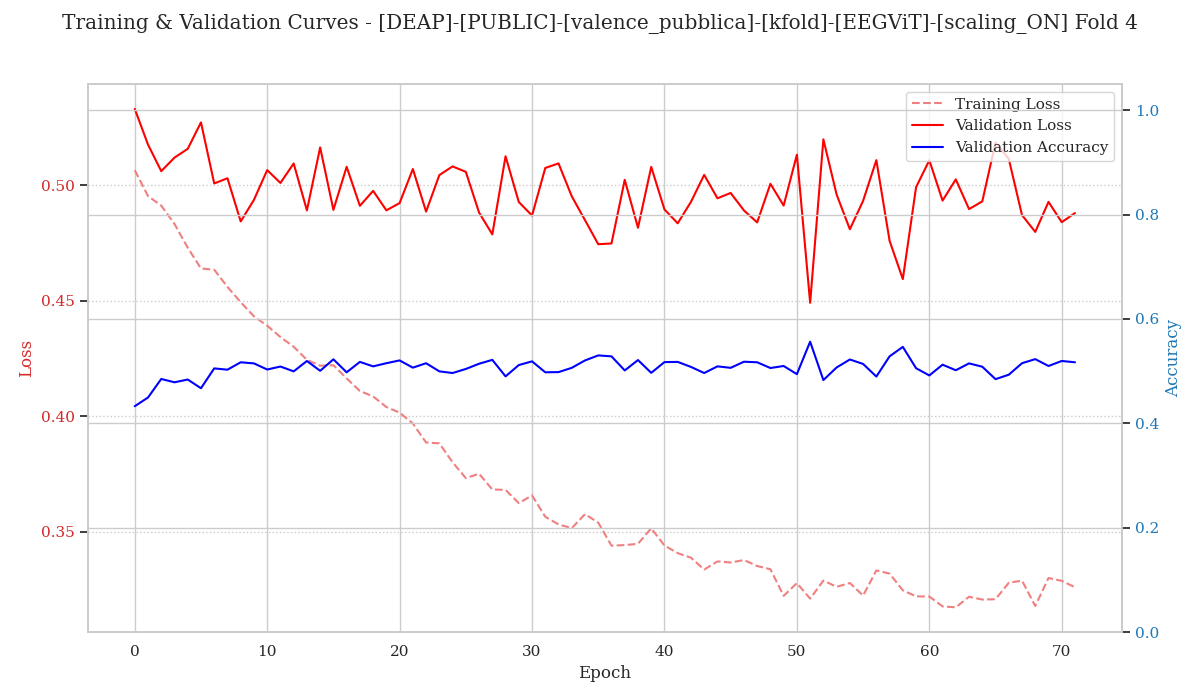 Training & Validation Curves - [DEAP]-[PUBLIC]-[valence_pubblica]-[kfold]-[EEGViT]-[scaling_ON] Fold 4
Training Loss
Validation Loss
Validation Accuracy
Loss
0.50
0.45
0.40
0.35
1.0
0.8
0.6
0.4
0.2
0.0
Accuracy
0 10 20 30 40 50 60 70
Epoch